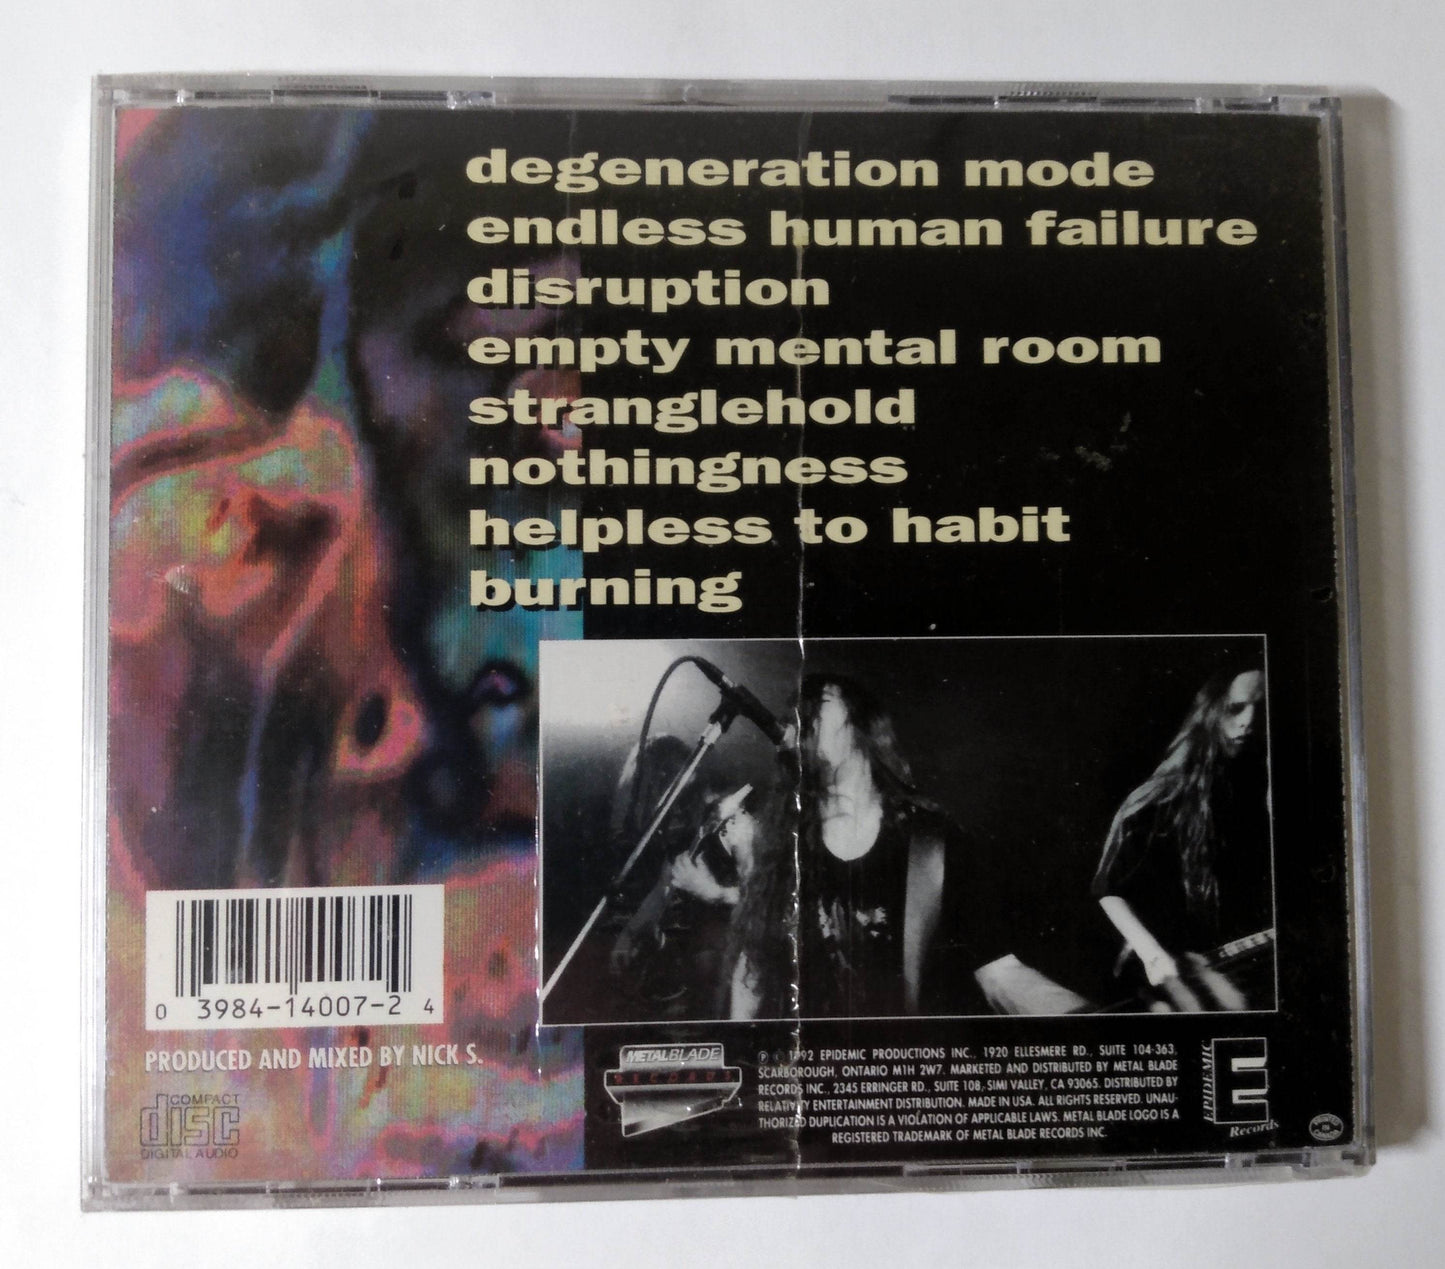 degeneration mode
endless human failure
disruption
empty mental room
stranglehold
nothingness
helpless to habit
burning
0 3984-14007-2 4
PRODUCED AND MIXED BY NICK S.
COMPACT
disc
DIGITAL AUDIO
METAL BLADE
RECORDS
℗ © 1992 EPIDEMIC PRODUCTIONS INC., 1920 ELLESMERE RD., SUITE 104-363,
SCARBOROUGH, ONTARIO M1H 2W7. MARKETED AND DISTRIBUTED BY METAL BLADE
RECORDS INC., 2345 ERRINGER RD., SUITE 108, SIMI VALLEY, CA 93065. DISTRIBUTED BY
RELATIVITY ENTERTAINMENT DISTRIBUTION. MADE IN USA. ALL RIGHTS RESERVED. UNAU-
THORIZED DUPLICATION IS A VIOLATION OF APPLICABLE LAWS. METAL BLADE LOGO IS A
REGISTERED TRADEMARK OF METAL BLADE RECORDS INC.
EPIDEMIC
E
Records